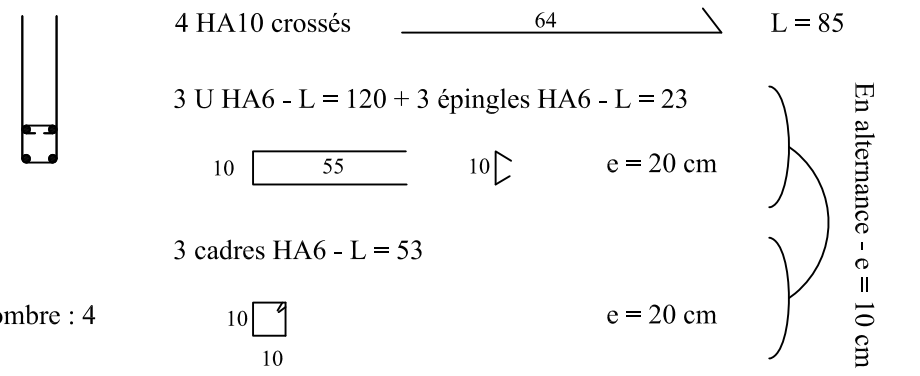 4 HA10 crossés
64
L = 85
3 U HA6 - L = 120 + 3 épingles HA6 - L = 23
10
55
10
e = 20 cm
3 cadres HA6 - L = 53
ombre : 4
10
10
e = 20 cm
En alternance - e = 10 cm